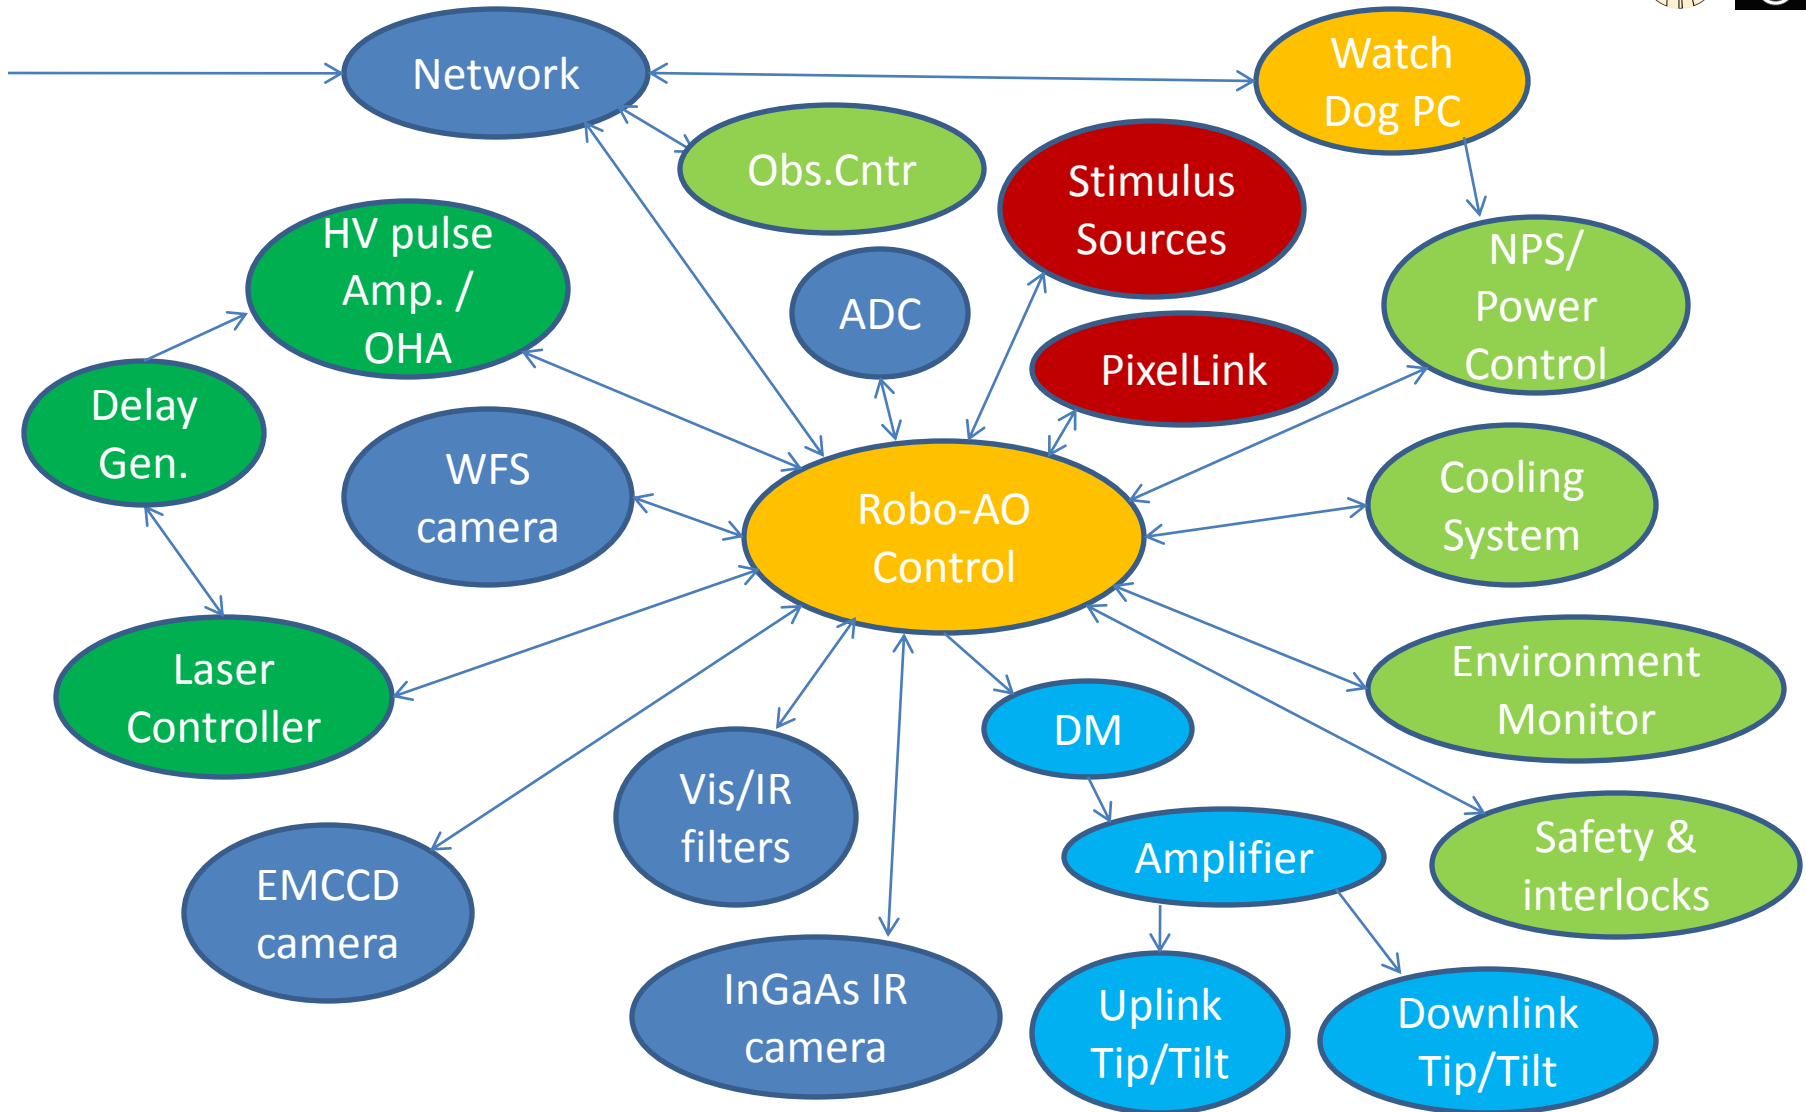 Network
Watch
Dog PC
Obs.Cntr
Stimulus
Sources
HV pulse
Amp. /
OHA
ADC
NPS/
Power
Control
PixelLink
Delay
Gen.
WFS
camera
Robo-AO
Control
Cooling
System
Laser
Controller
Environment
Monitor
DM
Vis/IR
filters
Amplifier
Safety &
interlocks
EMCCD
camera
InGaAs IR
camera
Uplink
Tip/Tilt
Downlink
Tip/Tilt